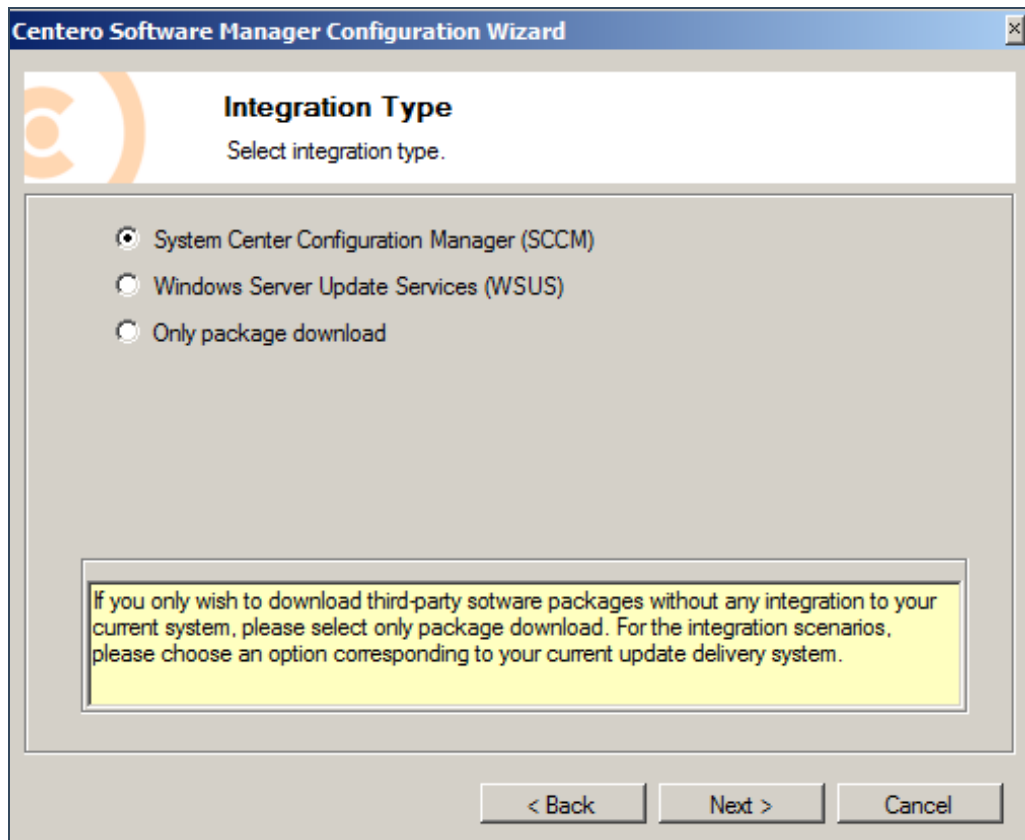 Centero Software Manager Configuration Wizard
Integration Type
Select integration type.
System Center Configuration Manager (SCCM)
Windows Server Update Services (WSUS)
Only package download
If you only wish to download third-party sotware packages without any integration to your
current system, please select only package download. For the integration scenarios,
please choose an option corresponding to your current update delivery system.
< Back Next > Cancel